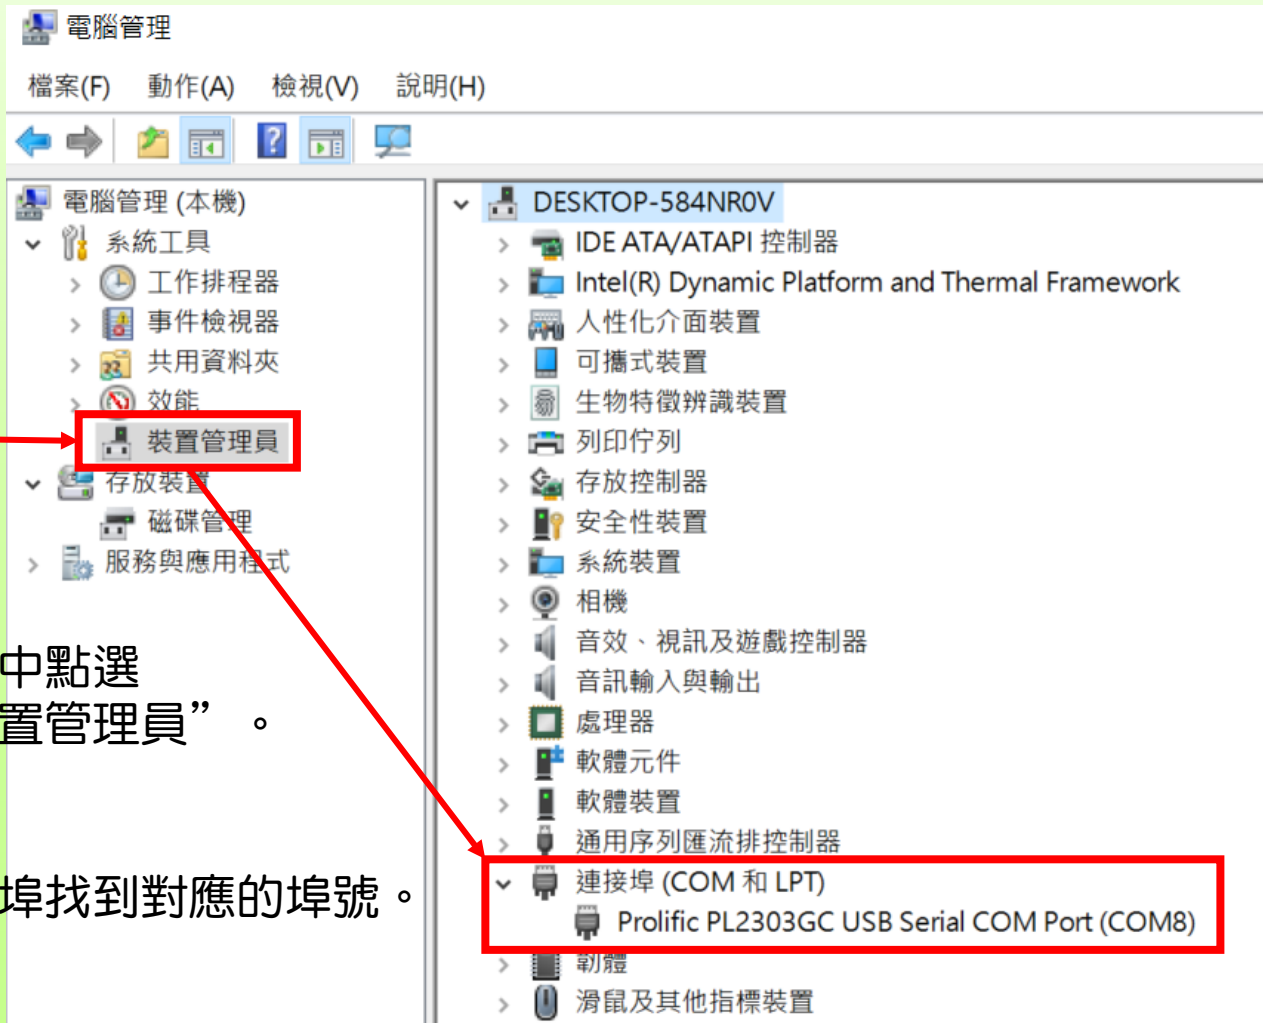 電腦管理
檔案(F) 動作(A) 檢視(V) 說明(H)
電腦管理 (本機)
系統工具
工作排程器
事件檢視器
共用資料夾
效能
裝置管理員
存放裝置
磁碟管理
服務與應用程式
中點選
置管理員”。
埠找到對應的埠號。
DESKTOP-584NR0V
IDE ATA/ATAPI 控制器
Intel(R) Dynamic Platform and Thermal Framework
人性化介面裝置
可攜式裝置
生物特徵辨識裝置
列印佇列
存放控制器
安全性裝置
系統裝置
相機
音效、視訊及遊戲控制器
音訊輸入與輸出
處理器
軟體元件
軟體裝置
通用序列匯流排控制器
連接埠 (COM 和 LPT)
Prolific PL2303GC USB Serial COM Port (COM8)
韌體
滑鼠及其他指標裝置